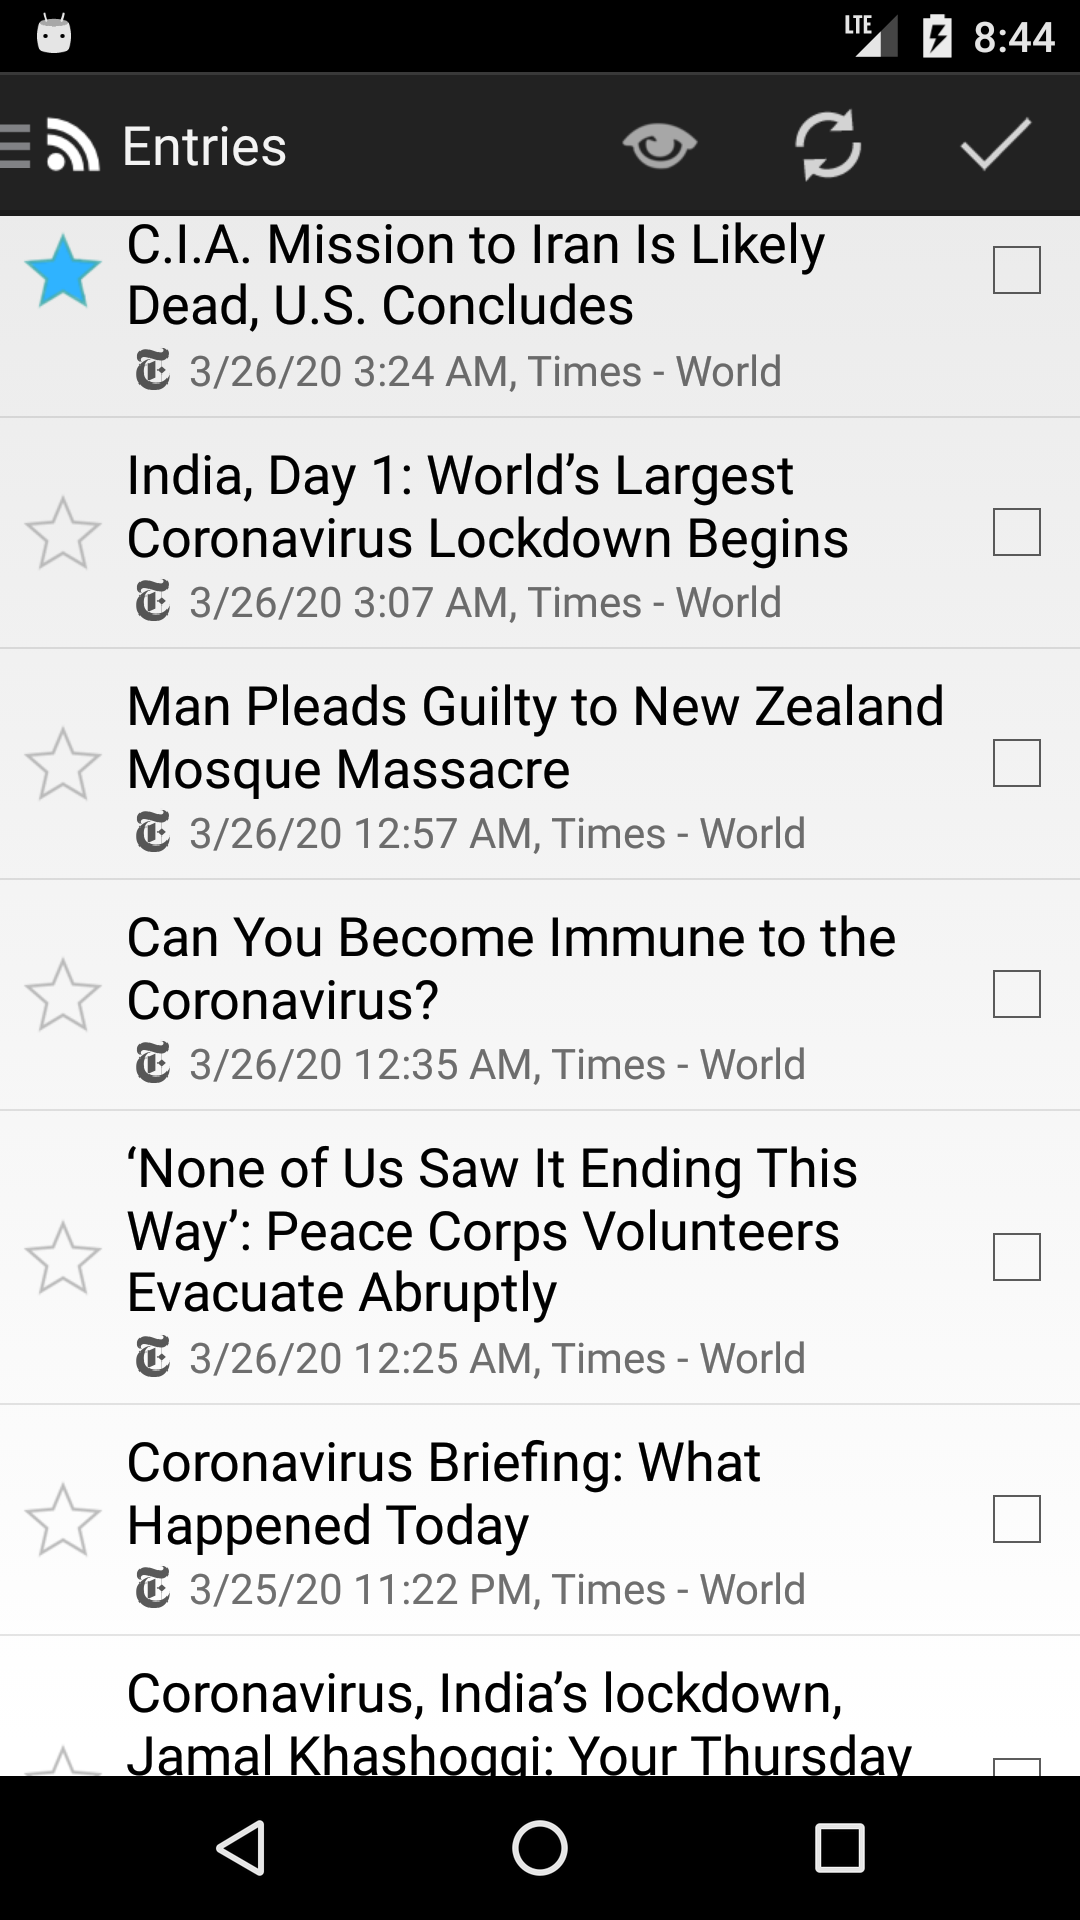 LTE 8:44
Entries
C.I.A. Mission to Iran Is Likely
Dead, U.S. Concludes
3/26/20 3:24 AM, Times - World
India, Day 1: World’s Largest
Coronavirus Lockdown Begins
3/26/20 3:07 AM, Times - World
Man Pleads Guilty to New Zealand
Mosque Massacre
3/26/20 12:57 AM, Times - World
Can You Become Immune to the
Coronavirus?
3/26/20 12:35 AM, Times - World
‘None of Us Saw It Ending This
Way’: Peace Corps Volunteers
Evacuate Abruptly
3/26/20 12:25 AM, Times - World
Coronavirus Briefing: What
Happened Today
3/25/20 11:22 PM, Times - World
Coronavirus, India’s lockdown,
Jamal Khashoggi: Your Thursday